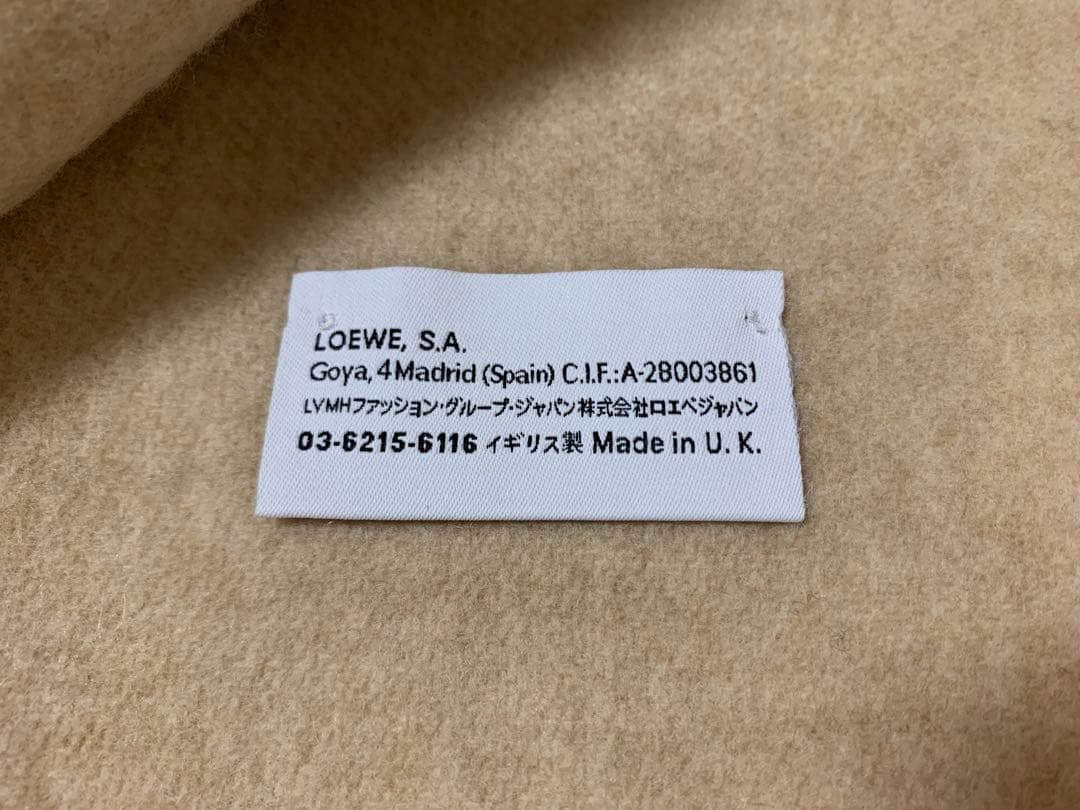 LOEWE, S.A.
Goya, 4 Madrid (Spain) C.I.F.:A-28003861
LVMHファッション・グループ・ジャパン株式会社ロエベジャパン
03-6215-6116 イギリス製 Made in U. K.